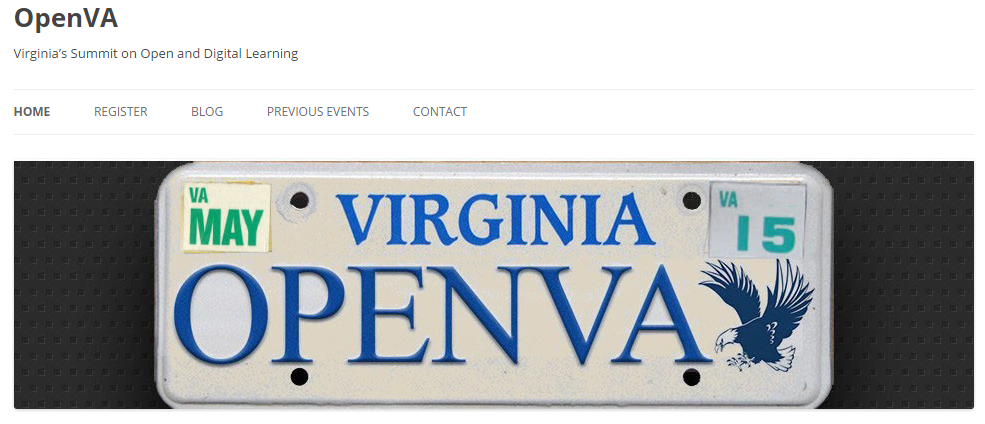 OpenVA
Virginia's Summit on Open and Digital Learning
HOME REGISTER BLOG PREVIOUS EVENTS CONTACT
VA
MAY
VIRGINIA
VA
15
OPENVA